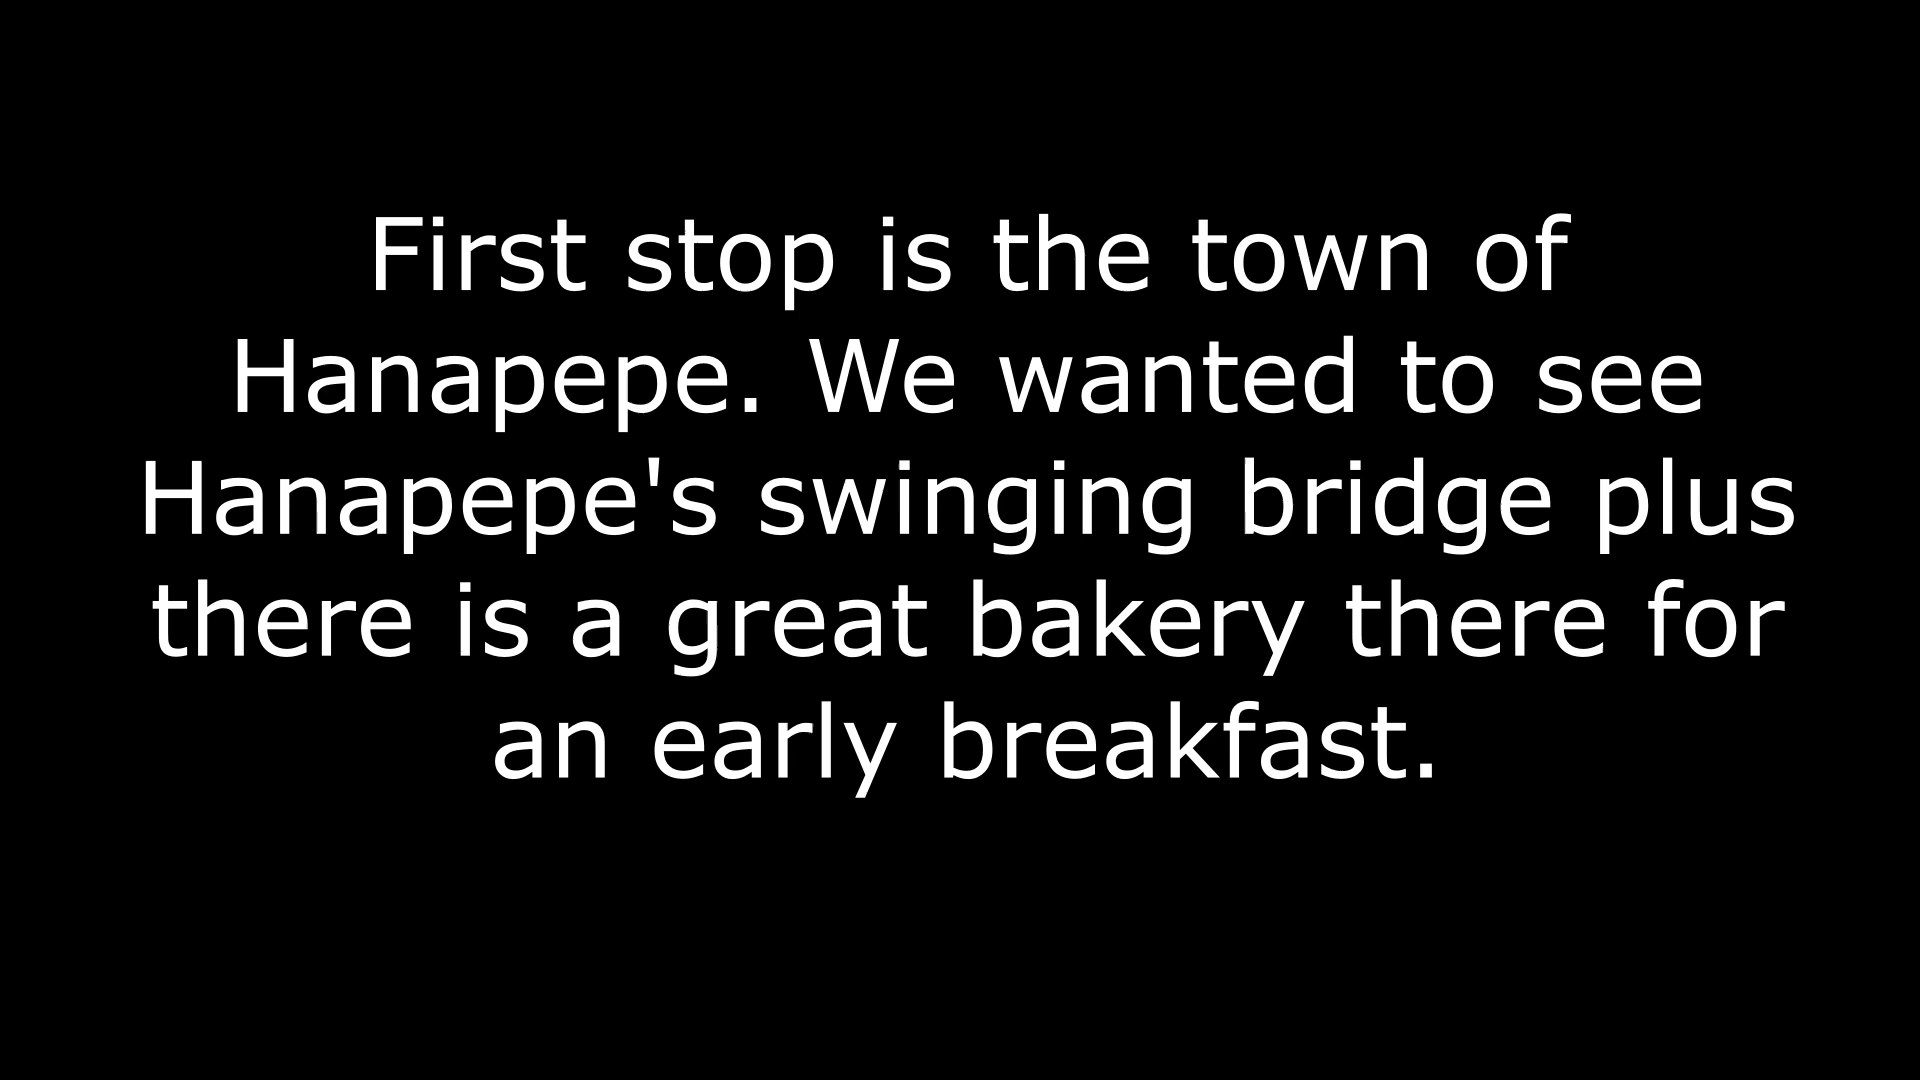 First stop is the town of
Hanapepe. We wanted to see
Hanapepe's swinging bridge plus
there is a great bakery there for
an early breakfast.